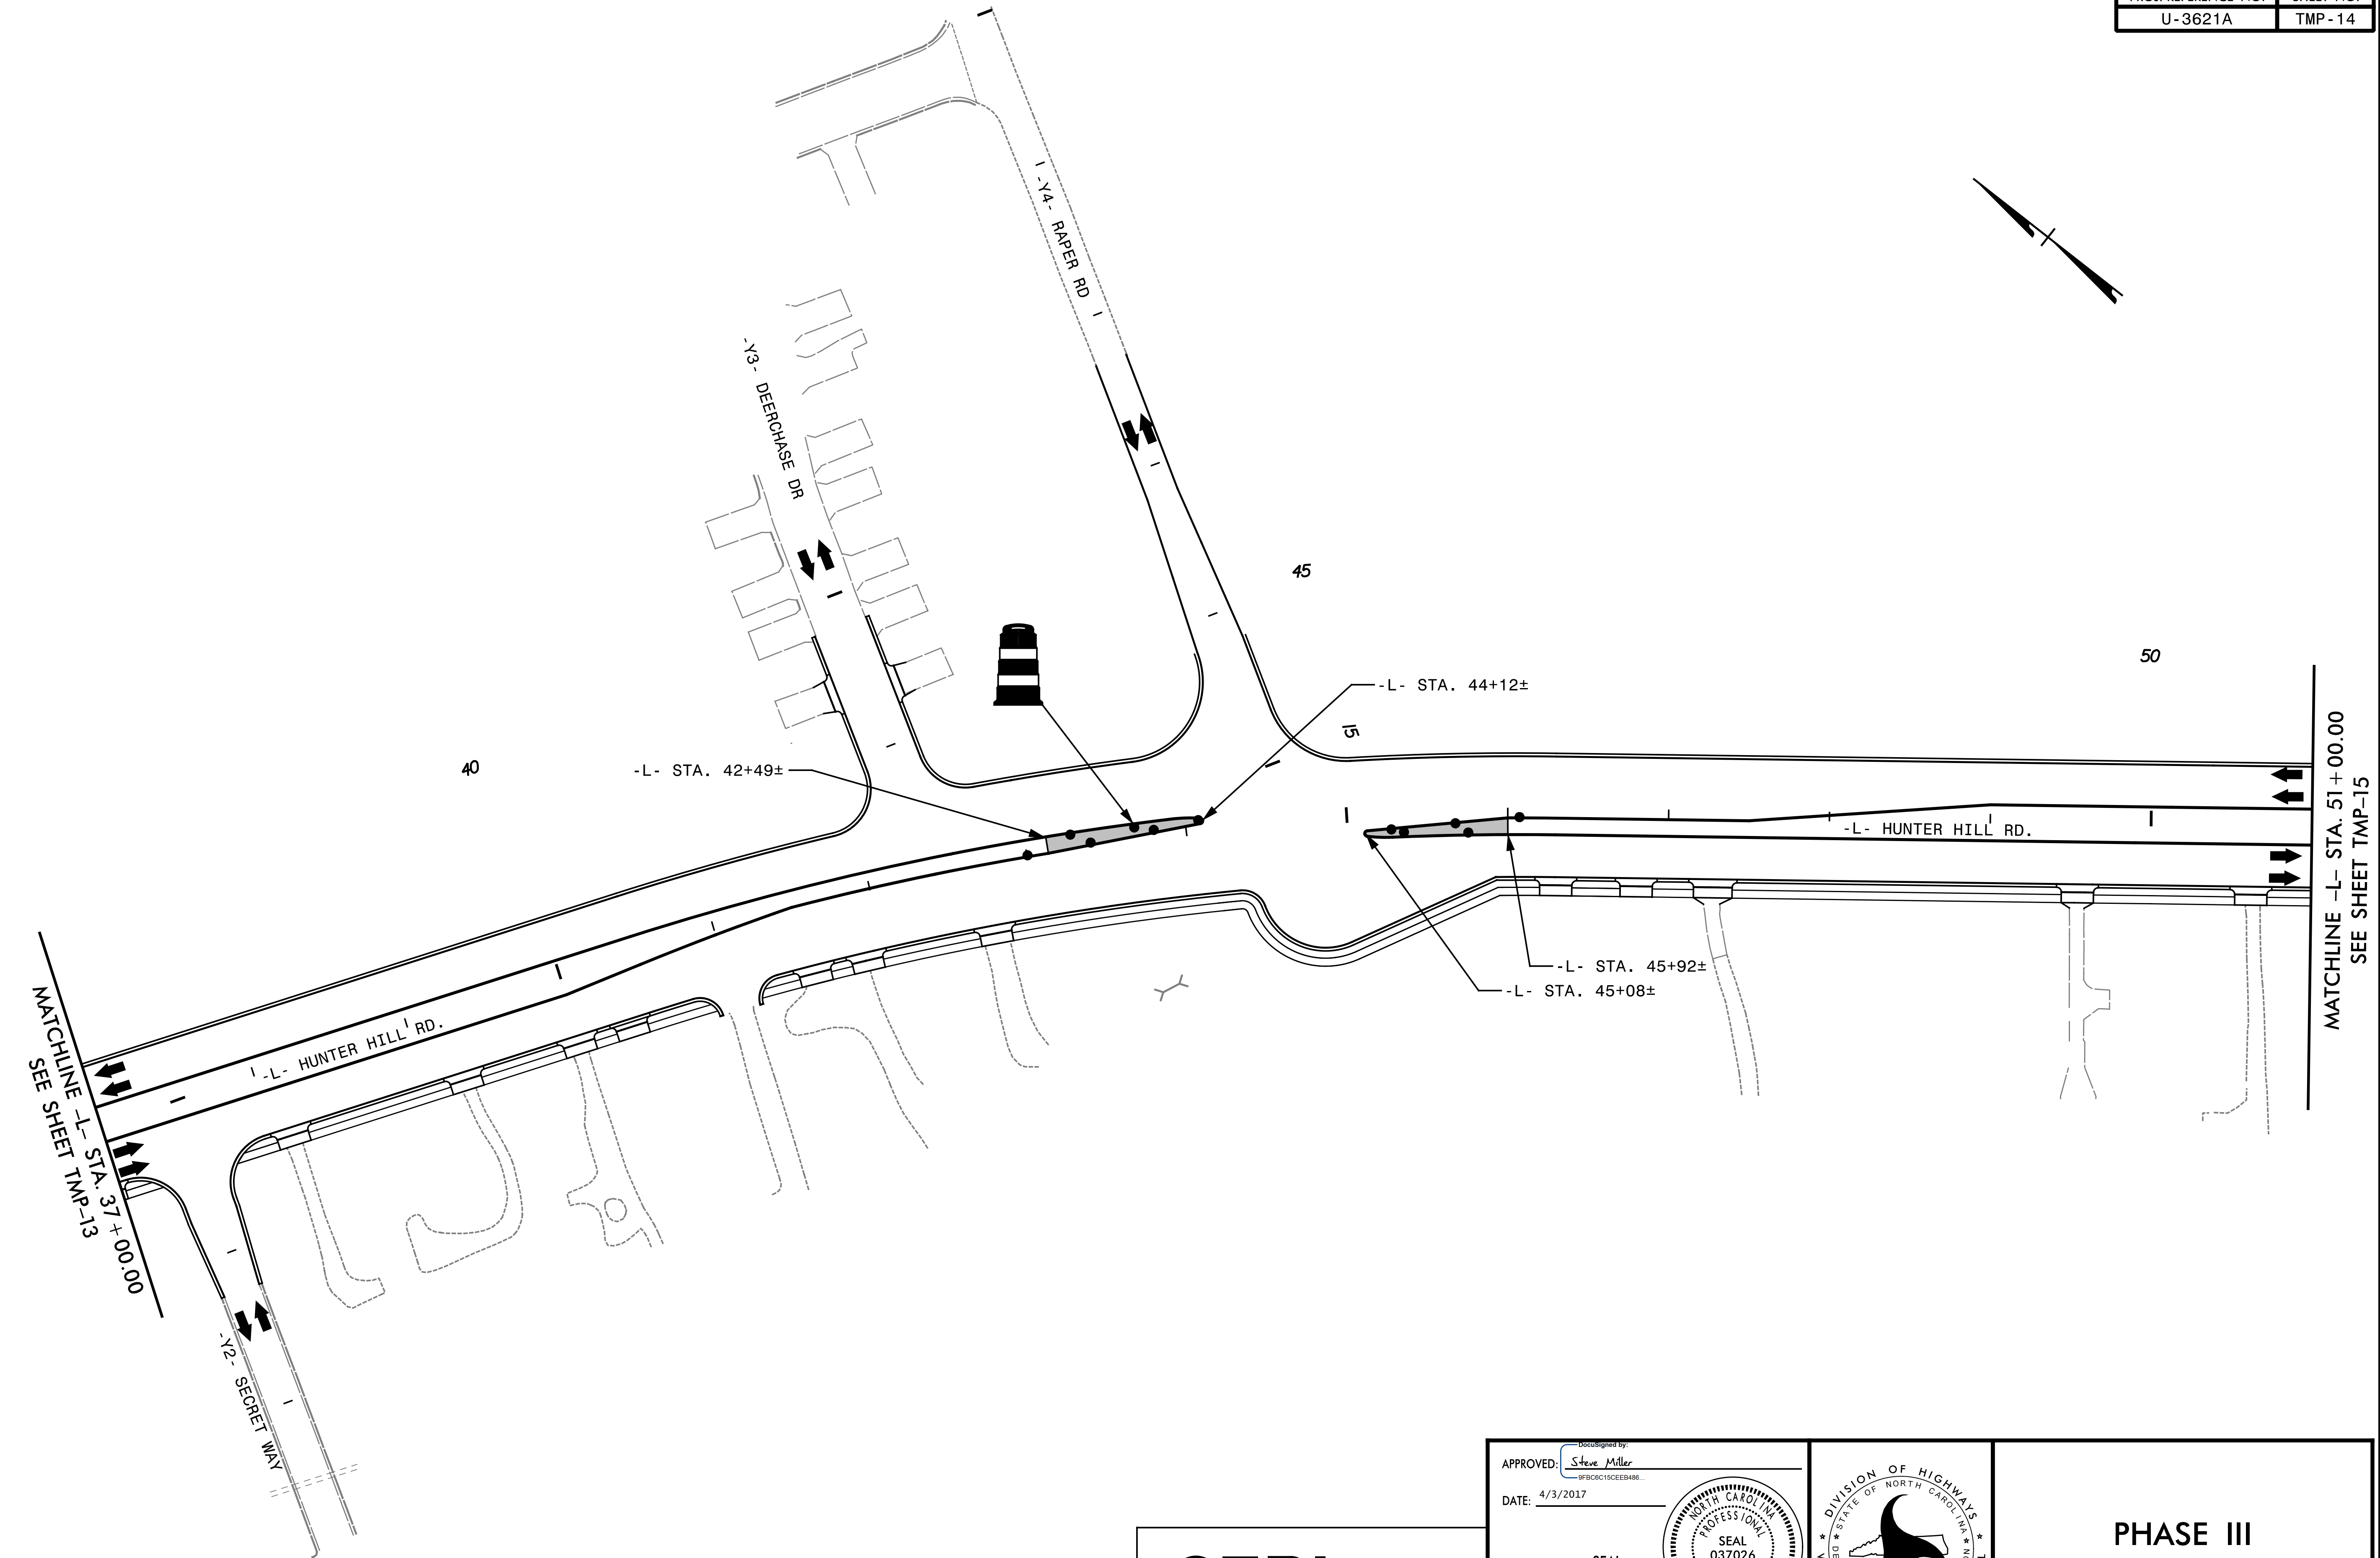 U-3621A TMP-14
-Y4- RAPER RD
-Y3- DEERCHASE DR
45
50
-L- STA. 44+12±
15
40
-L- STA. 42+49±
-L- HUNTER HILL RD.
MATCHLINE -L- STA. 51+00.00
SEE SHEET TMP-15
-L- STA. 45+92±
-L- STA. 45+08±
-L- HUNTER HILL RD.
MATCHLINE -L- STA. 37+00.00
SEE SHEET TMP-13
-Y2- SECRET WAY
DocuSigned by:
APPROVED: Steve Miller
9FBC6C15CEEB486...
DATE: 4/3/2017
NORTH CAROLINA
PROFESSIONAL
SEAL
037026
DIVISION OF HIGHWAYS
STATE OF NORTH CAROLINA
PHASE III